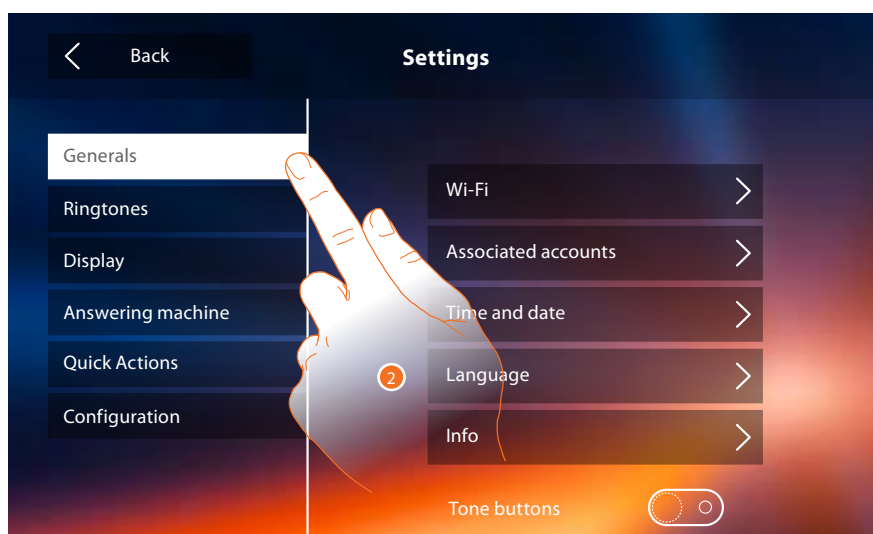 Back
Settings
Generals
Ringtones
Display
Answering machine
Quick Actions
Configuration
Wi-Fi
Associated accounts
Time and date
2
Language
Info
Tone buttons